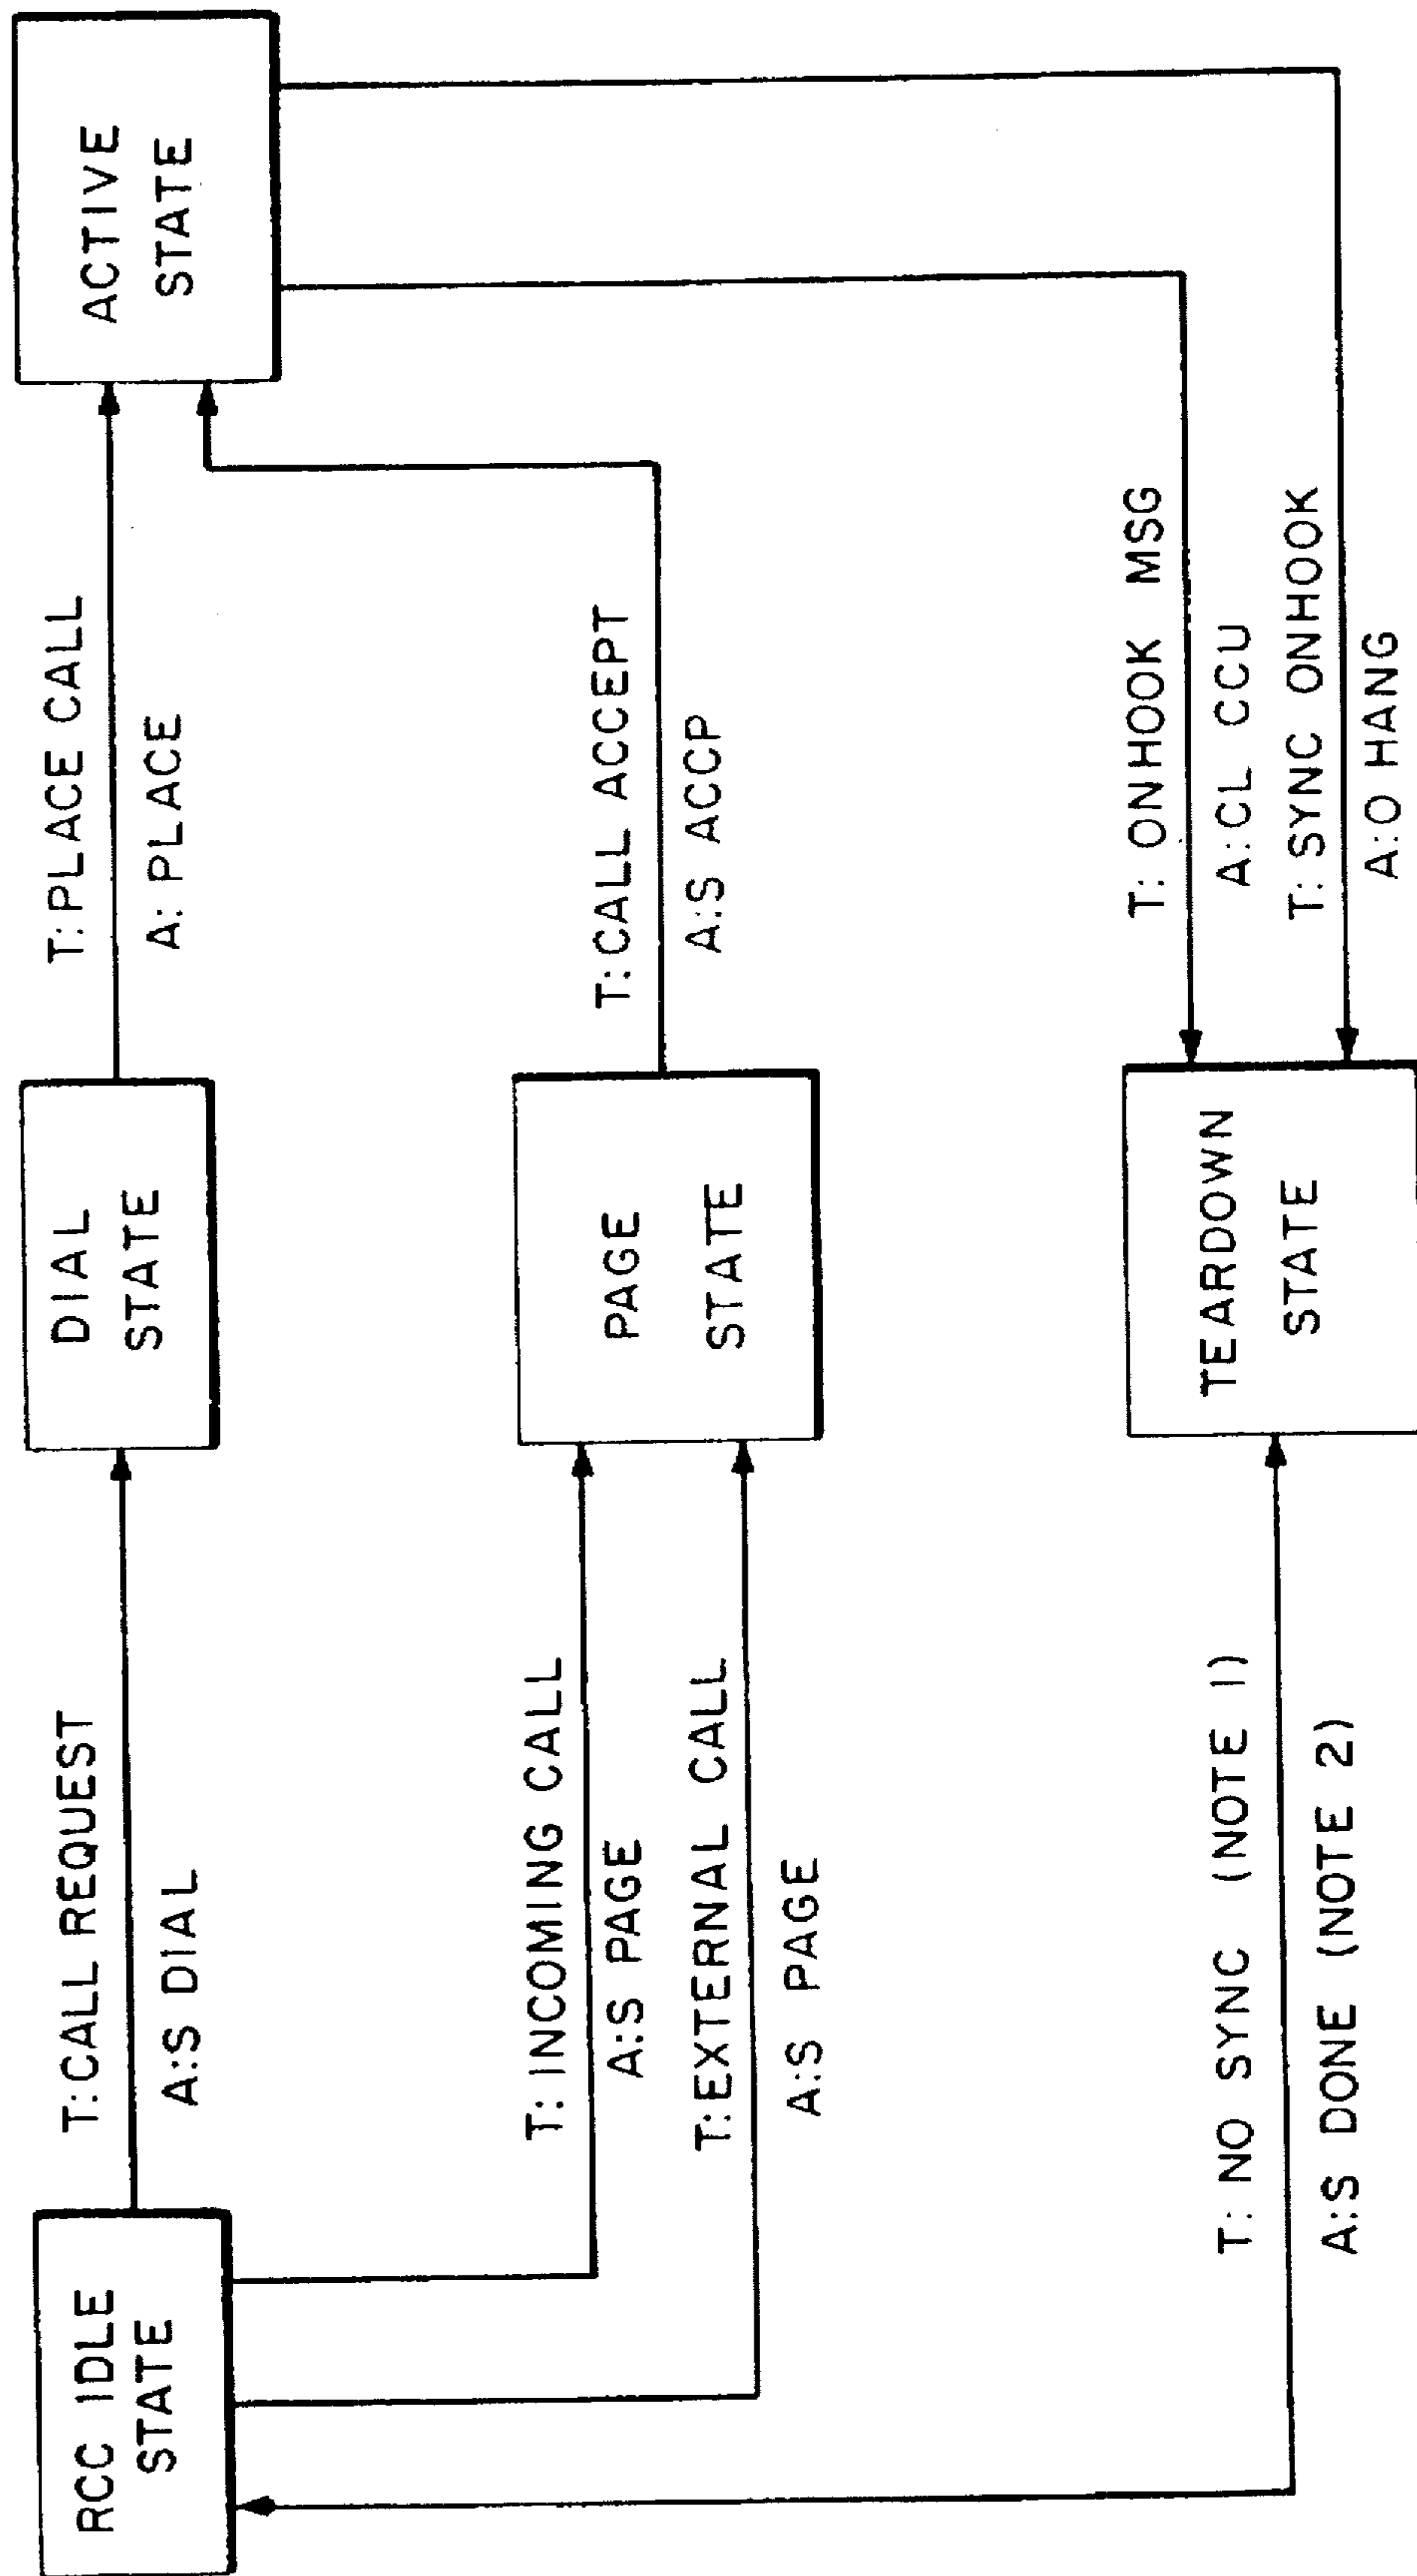 RCC IDLE
STATE
T:CALL REQUEST
A:S DIAL
DIAL
STATE
T:PLACE CALL
A: PLACE
ACTIVE
STATE
T: INCOMING CALL
A:S PAGE
T:EXTERNAL CALL
A:S PAGE
PAGE
STATE
T:CALL ACCEPT
A:S ACCP
T: NO SYNC (NOTE 1)
A:S DONE (NOTE 2)
TEARDOWN
STATE
T: ONHOOK MSG
A:CL CCU
T: SYNC ONHOOK
A:O HANG